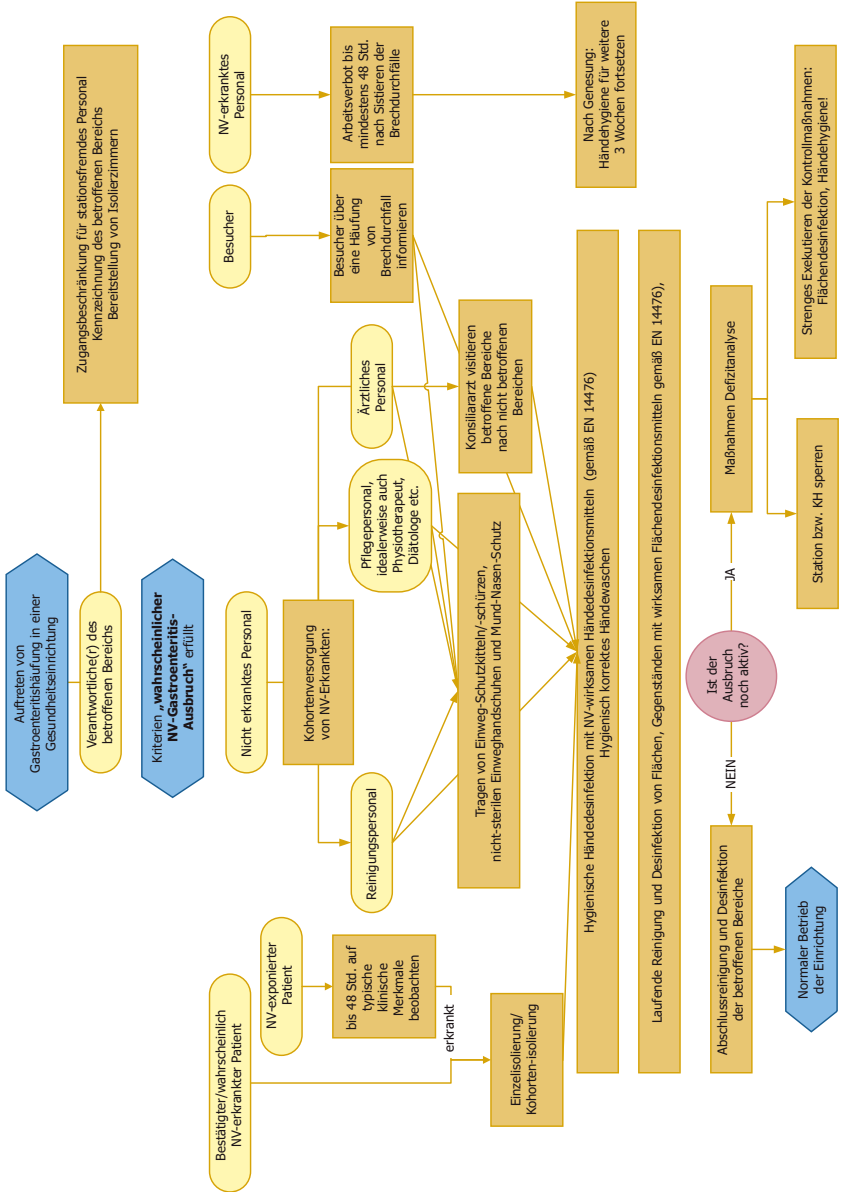 Auftreten von
Gastroenteritishäufung in einer
Gesundheitseinrichtung
Verantwortliche(r) des
betroffenen Bereichs
Zugangsbeschränkung für stationsfremdes Personal
Kennzeichnung des betroffenen Bereichs
Bereitstellung von Isolierzimmern
Kriterien „wahrscheinlicher
NV-Gastroenteritis-
Ausbruch“ erfüllt
Bestätigter/wahrscheinlich
NV-erkrankter Patient
NV-exponierter
Patient
Nicht erkranktes Personal
Besucher
NV-erkranktes
Personal
bis 48 Std. auf
typische
klinische
Merkmale
beobachten
erkrankt
Kohortenversorgung
von NV-Erkrankten:
Reinigungspersonal
Pflegepersonal,
idealerweise auch
Physiotherapeut,
Diätologe etc.
Ärztliches
Personal
Besucher über
eine Häufung
von
Brechdurchfall
informieren
Arbeitsverbot bis
mindestens 48 Std.
nach Sistieren der
Brechdurchfälle
Einzelisolierung/
Kohorten-isolierung
Tragen von Einweg-Schutzkitteln/-schürzen,
nicht-sterilen Einweghandschuhen und Mund-Nasen-Schutz
Konsiliararzt visitieren
betroffene Bereiche
nach nicht betroffenen
Bereichen
Nach Genesung:
Händehygiene für weitere
3 Wochen fortsetzen
Hygienische Händedesinfektion mit NV-wirksamen Händedesinfektionsmitteln (gemäß EN 14476)
Hygienisch korrektes Händewaschen
Laufende Reinigung und Desinfektion von Flächen, Gegenständen mit wirksamen Flächendesinfektionsmitteln gemäß EN 14476),
Ist der
Ausbruch
noch aktiv?
NEIN
JA
Abschlussreinigung und Desinfektion
der betroffenen Bereiche
Maßnahmen Defizitanalyse
Normaler Betrieb
der Einrichtung
Station bzw. KH sperren
Strenges Exekutieren der Kontrollmaßnahmen:
Flächendesinfektion, Händehygiene!